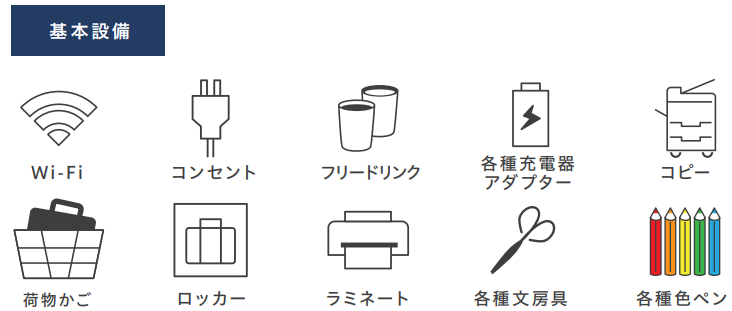 基本設備
Wi-Fi
コンセント
フリードリンク
各種充電器
アダプター
コピー
荷物かご
ロッカー
ラミネート
各種文房具
各種色ペン